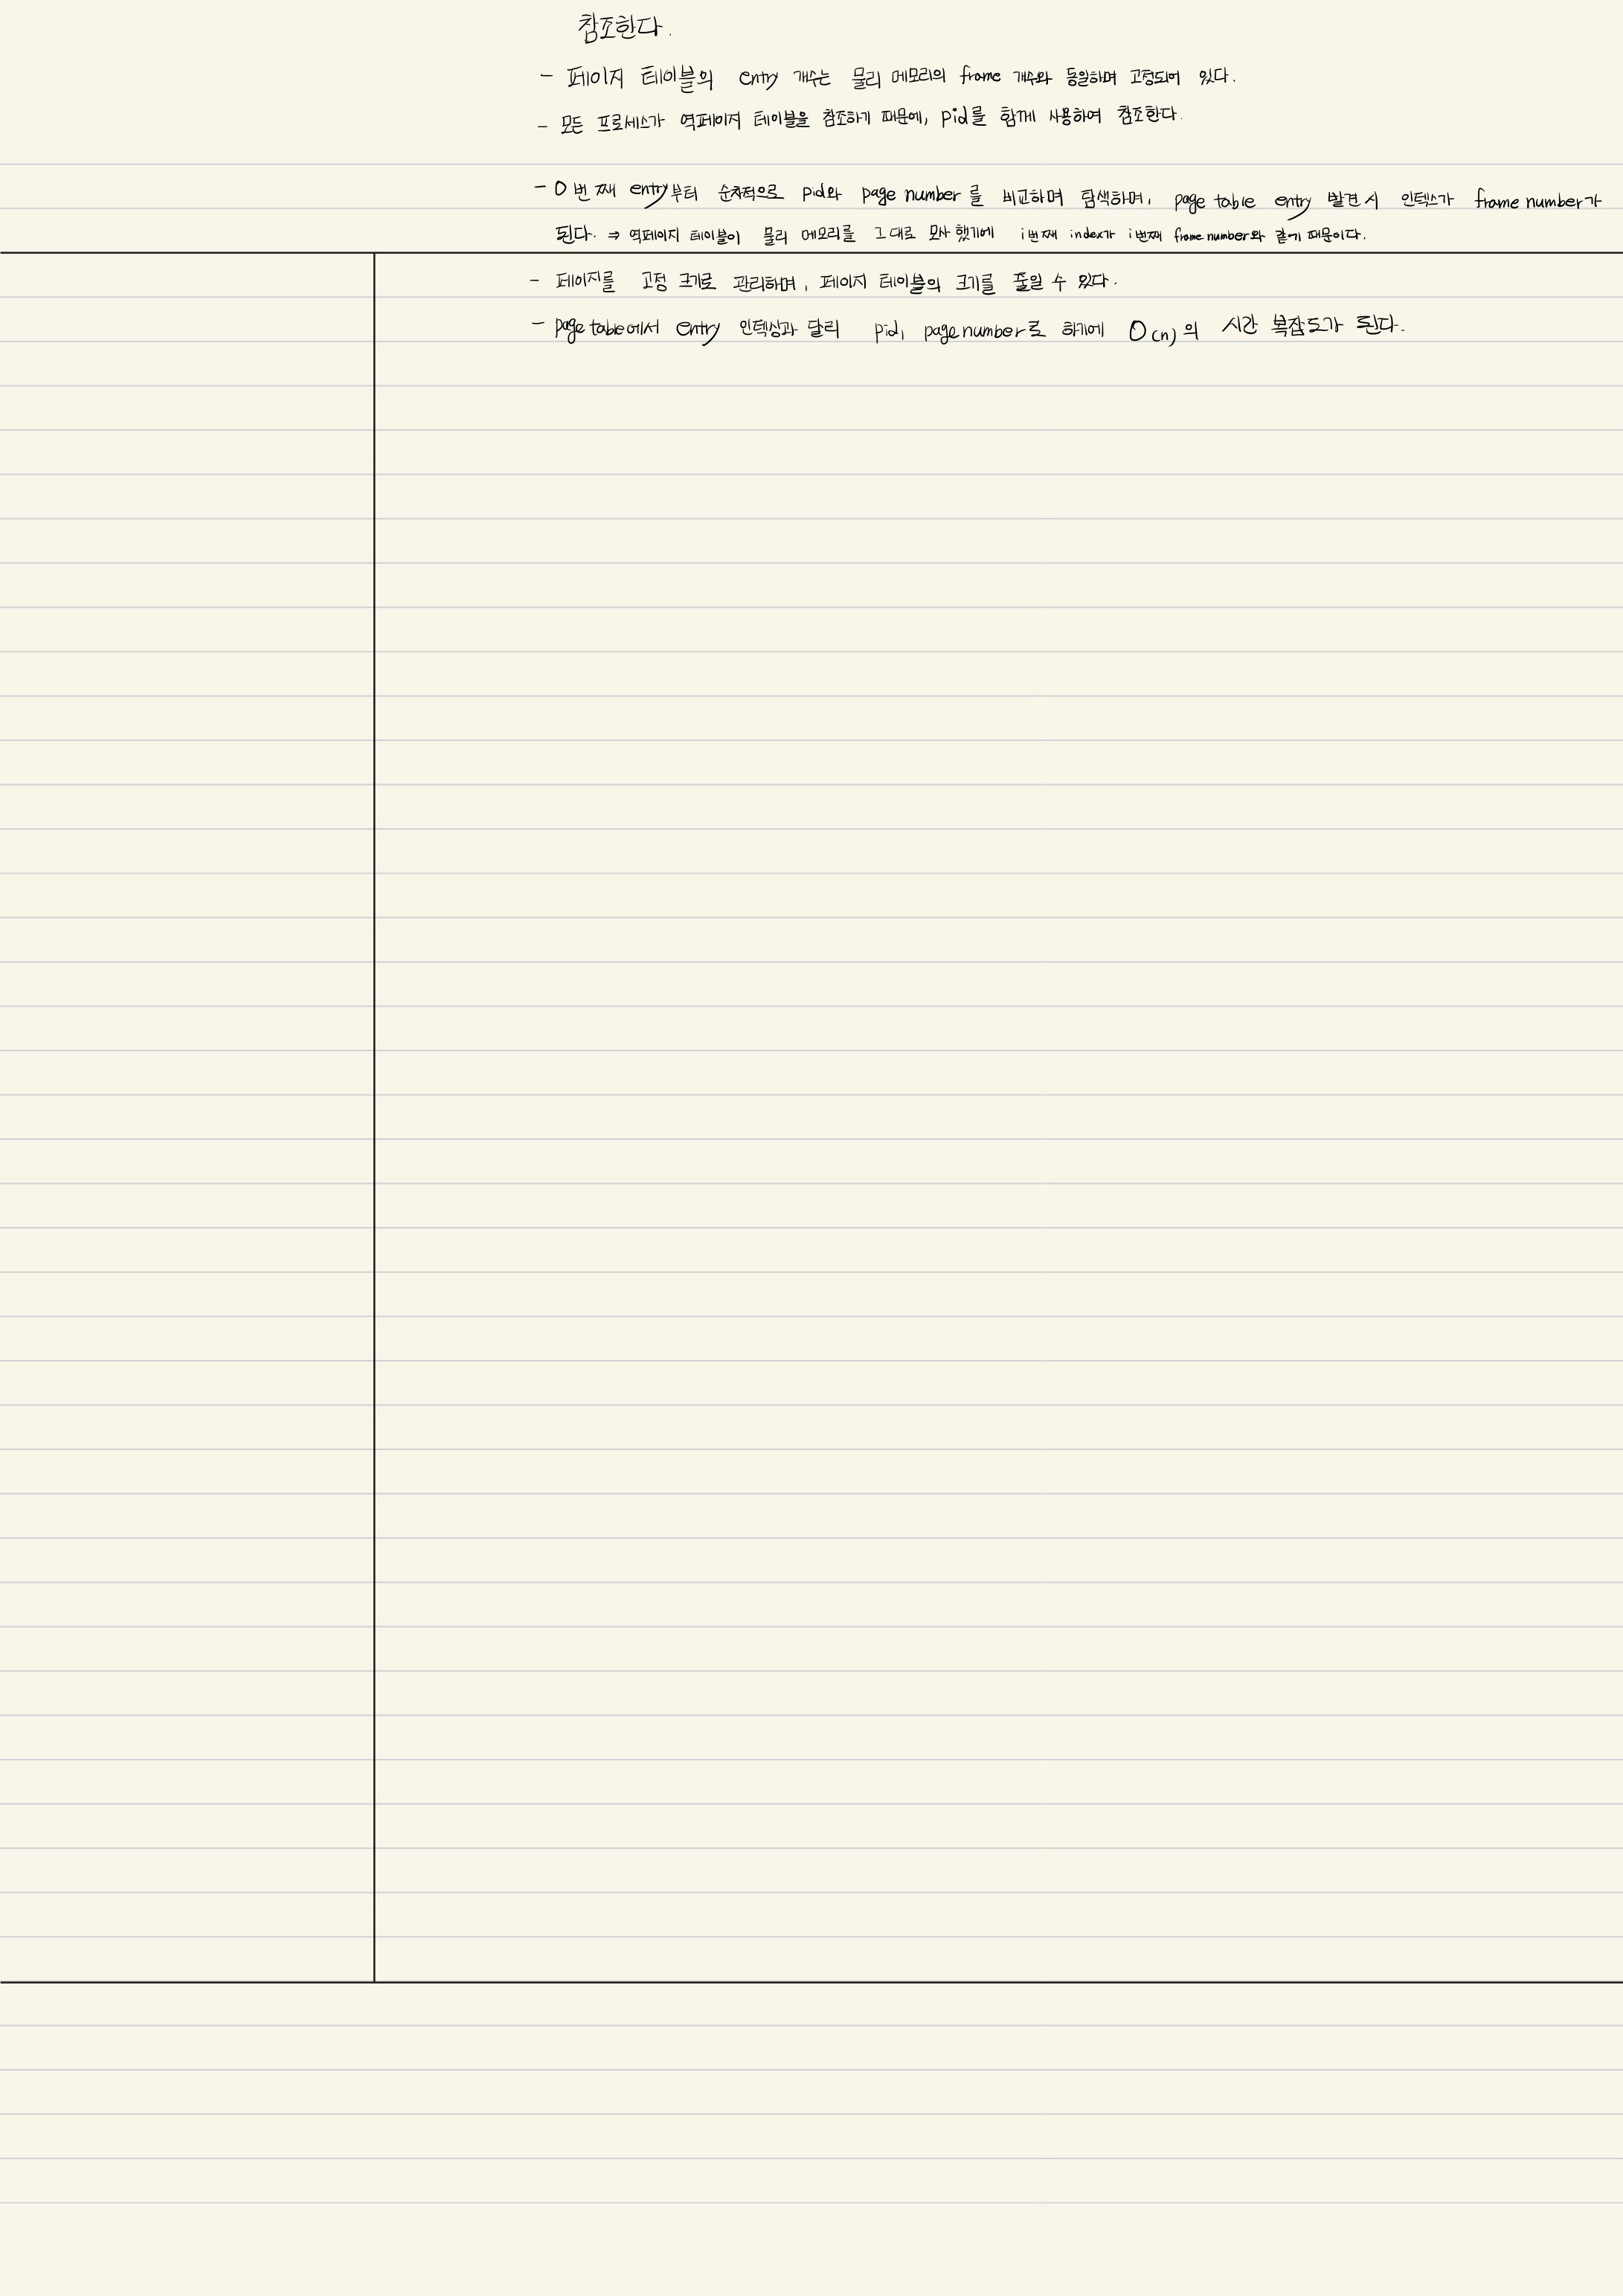 참조한다.
- 페이지 테이블의 entry 개수는 물리 메모리의 frame 개수와 동일하며 고정되어 있다.
- 모든 프로세스가 역페이지 테이블을 참조하기 때문에, pid를 함께 사용하여 참조한다.
- 0번째 entry부터 순차적으로 pid와 page number를 비교하며 탐색하며, page table entry 발견 시 인덱스가 frame number가
된다. ⇒ 역페이지 테이블이 물리 메모리를 그대로 모사했기에 i번째 index가 i번째 frame number와 같기 때문이다.
- 페이지를 고정 크기로 관리하며, 페이지 테이블의 크기를 줄일 수 있다.
- page table에서 entry 인덱싱과 달리 pid, page number로 하기에 O(n)의 시간 복잡도가 된다.